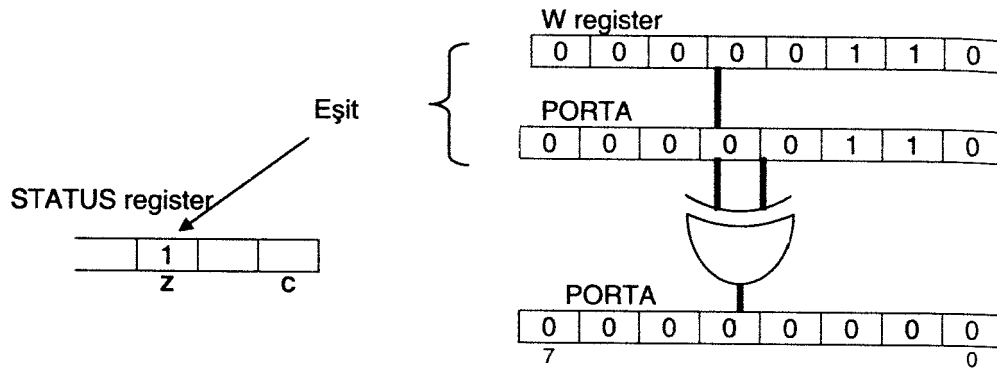 W register
0 0 0 0 0 1 1 0
Eşit
PORTA
0 0 0 0 0 1 1 0
STATUS register
1
z c
PORTA
0 0 0 0 0 0 0 0
7 0